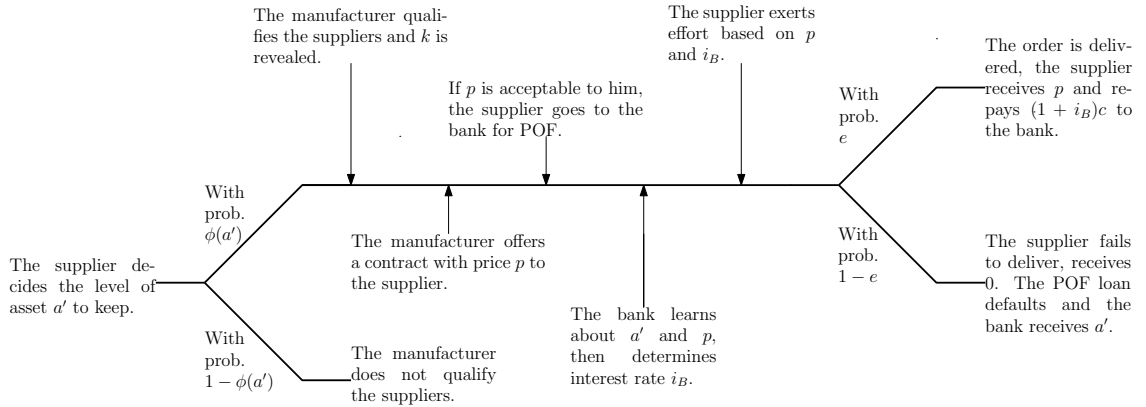 The supplier de-
cides the level of
asset a′ to keep.
With
prob.
ϕ(a′)
With
prob.
1 − ϕ(a′)
The manufacturer quali-
fies the suppliers and k is
revealed.
The manufacturer offers
a contract with price p to
the supplier.
The manufacturer
does not qualify
the suppliers.
If p is acceptable to him,
the supplier goes to the
bank for POF.
The bank learns
about a′ and p,
then determines
interest rate i_B.
The supplier exerts
effort based on p
and i_B.
With
prob.
e
With
prob.
1 − e
The order is deliv-
ered, the supplier
receives p and re-
pays (1 + i_B)c to
the bank.
The supplier fails
to deliver, receives
0. The POF loan
defaults and the
bank receives a′.